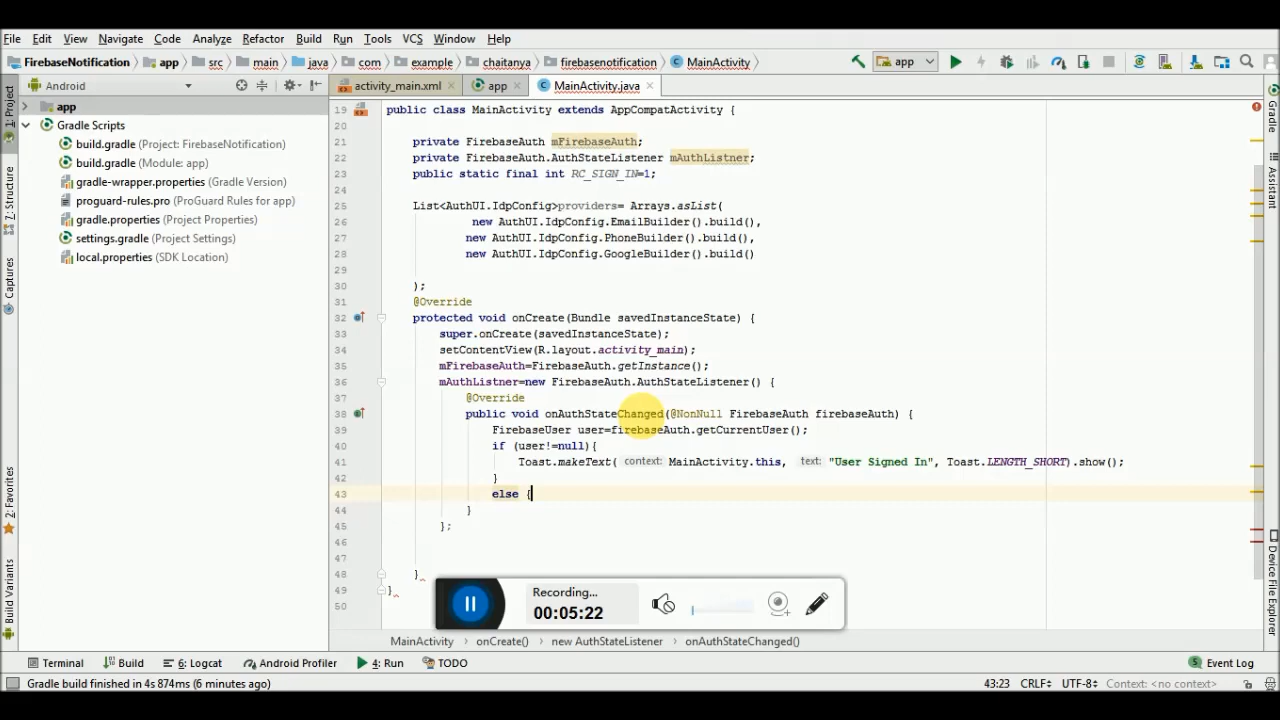 File Edit View Navigate Code Analyze Refactor Build Run Tools VCS Window Help
FirebaseNotification app src main java com example chaitanya firebasenotification MainActivity app
Android activity_main.xml app MainActivity.java
1: Project
7: Structure
Captures
2: Favorites
Build Variants
app
Gradle Scripts
build.gradle (Project: FirebaseNotification)
build.gradle (Module: app)
gradle-wrapper.properties (Gradle Version)
proguard-rules.pro (ProGuard Rules for app)
gradle.properties (Project Properties)
settings.gradle (Project Settings)
local.properties (SDK Location)
19 public class MainActivity extends AppCompatActivity {
20
21 private FirebaseAuth mFirebaseAuth;
22 private FirebaseAuth.AuthStateListener mAuthListner;
23 public static final int RC_SIGN_IN=1;
24
25 List<AuthUI.IdpConfig>providers= Arrays.asList(
26 new AuthUI.IdpConfig.EmailBuilder().build(),
27 new AuthUI.IdpConfig.PhoneBuilder().build(),
28 new AuthUI.IdpConfig.GoogleBuilder().build()
29
30 );
31 @Override
32 protected void onCreate(Bundle savedInstanceState) {
33 super.onCreate(savedInstanceState);
34 setContentView(R.layout.activity_main);
35 mFirebaseAuth=FirebaseAuth.getInstance();
36 mAuthListner=new FirebaseAuth.AuthStateListener() {
37 @Override
38 public void onAuthStateChanged(@NonNull FirebaseAuth firebaseAuth) {
39 FirebaseUser user=firebaseAuth.getCurrentUser();
40 if (user!=null){
41 Toast.makeText( context: MainActivity.this, text: "User Signed In", Toast.LENGTH_SHORT).show();
42 }
43 else {
44 }
45 };
46
47
48 }
49 }
50
Gradle
Assistant
Device File Explorer
Recording...
00:05:22
MainActivity onCreate() new AuthStateListener onAuthStateChanged()
Terminal Build 6: Logcat Android Profiler 4: Run TODO Event Log
Gradle build finished in 4s 874ms (6 minutes ago) 43:23 CRLF UTF-8 Context: <no context>